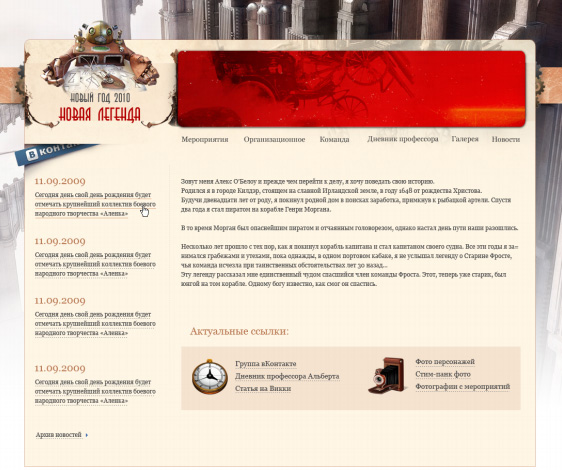 НОВЫЙ ГОД 2010
НОВАЯ ЛЕГЕНДА
Мероприятия Организационное Команда Дневник профессора Галерея Новости
В конта
11.09.2009
Сегодня день свой день рождения будет
отмечать крупнейший коллектив боевого
народного творчества «Аленка»
11.09.2009
Сегодня день свой день рождения будет
отмечать крупнейший коллектив боевого
народного творчества «Аленка»
11.09.2009
Сегодня день свой день рождения будет
отмечать крупнейший коллектив боевого
народного творчества «Аленка»
11.09.2009
Сегодня день свой день рождения будет
отмечать крупнейший коллектив боевого
народного творчества «Аленка»
Архив новостей
Зовут меня Алекс О'Белоу и прежде чем перейти к делу, я хочу поведать свою историю.
Родился я в городе Килдэр, стоящем на славной Ирландской земле, в году 1648 от рождества Христова.
Будучи двенадцати лет от роду, я покинул родной дом в поисках заработка, примкнув к рыбацкой артели. Спустя
два года я стал пиратом на корабле Генри Моргана.
В то время Морган был опаснейшим пиратом и отчаянным головорезом, однако настал день пути наши разошлись.
Несколько лет прошло с тех пор, как я покинул корабль капитана и стал капитаном своего судна. Все эти годы я за=
нимался грабежами и утехами, пока однажды, в одном портовом кабаке, я не услышал легенду о Старине Фросте,
чья команда исчезла при таинственных обстоятельствах лет 30 назад...
Эту легенду рассказал мне единственный чудом спасшийся член команды Фроста. Этот, теперь уже старик, был
юнгой на том корабле. Одному богу известно, как смог он спастись.
Актуальные ссылки:
Группа вКонтакте
Дневник профессора Альберта
Статья на Викки
Фото персонажей
Стим-панк фото
Фотографии с мероприятий